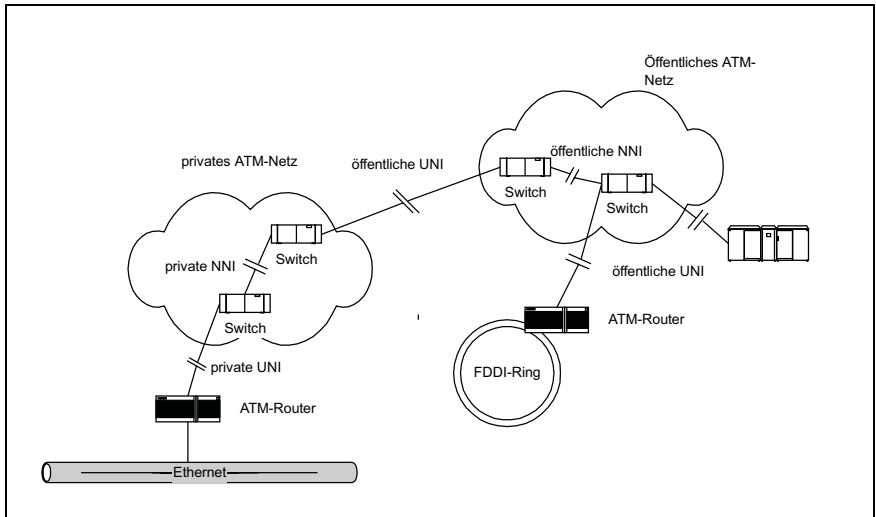 Öffentliches ATM-
Netz
privates ATM-Netz
öffentliche UNI
öffentliche NNI
Switch
Switch
Switch
private NNI
öffentliche UNI
Switch
ATM-Router
private UNI
FDDI-Ring
ATM-Router
Ethernet